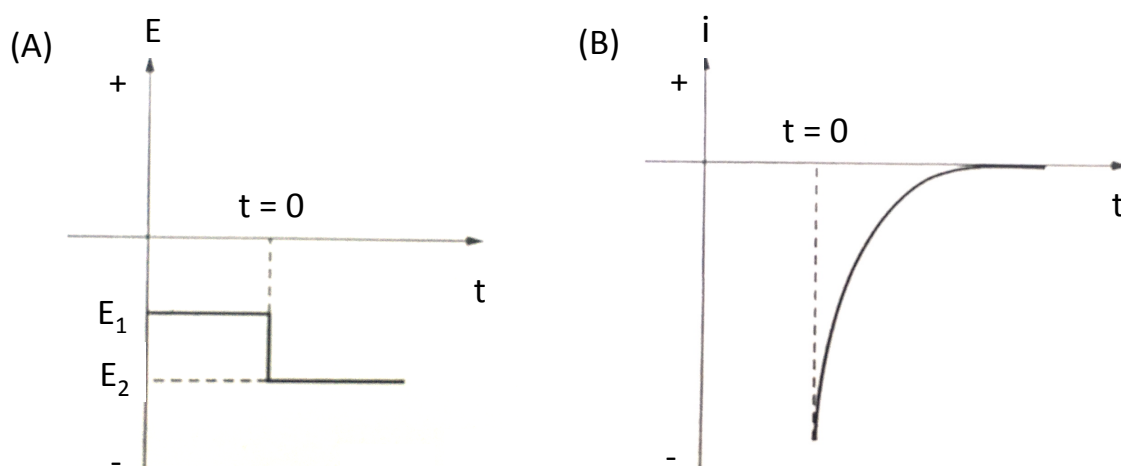 (A)
E
+
t = 0
t
E₁
E₂
-
(B)
i
+
t = 0
t
-